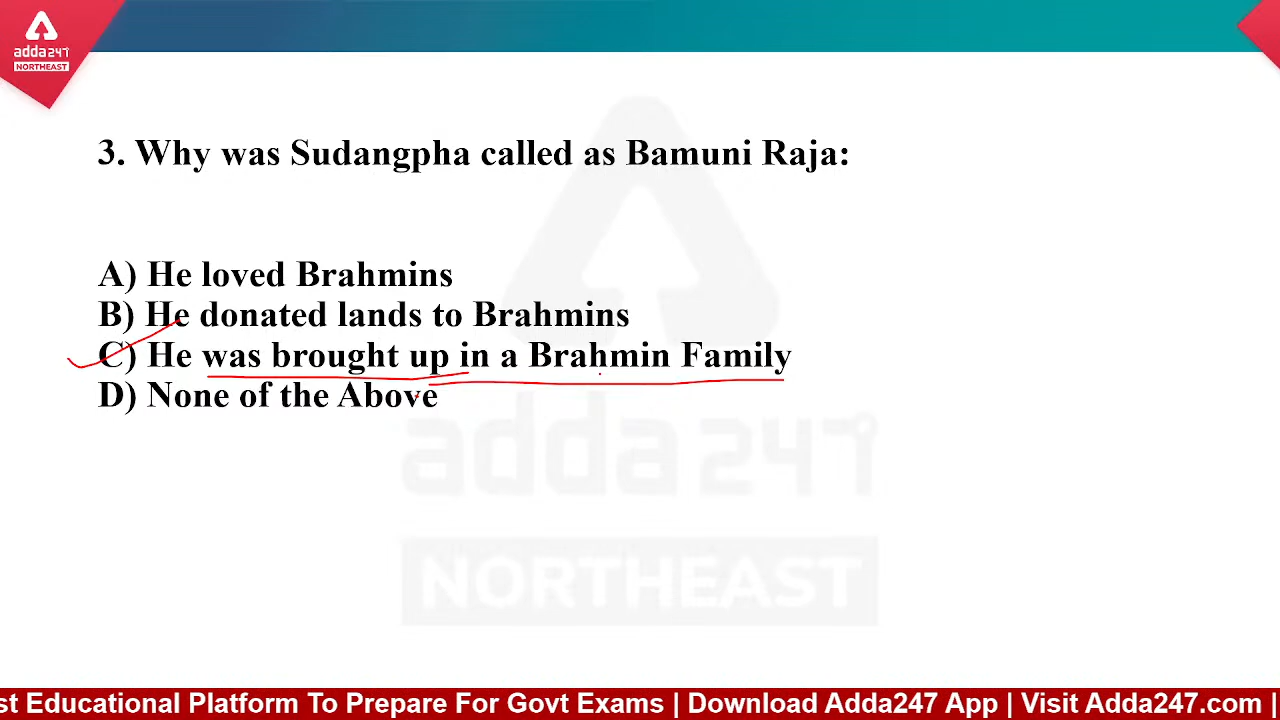 adda247
NORTHEAST
3. Why was Sudangpha called as Bamuni Raja:
A) He loved Brahmins
B) He donated lands to Brahmins
C) He was brought up in a Brahmin Family
D) None of the Above
adda247
NORTHEAST
st Educational Platform To Prepare For Govt Exams | Download Adda247 App | Visit Adda247.com |